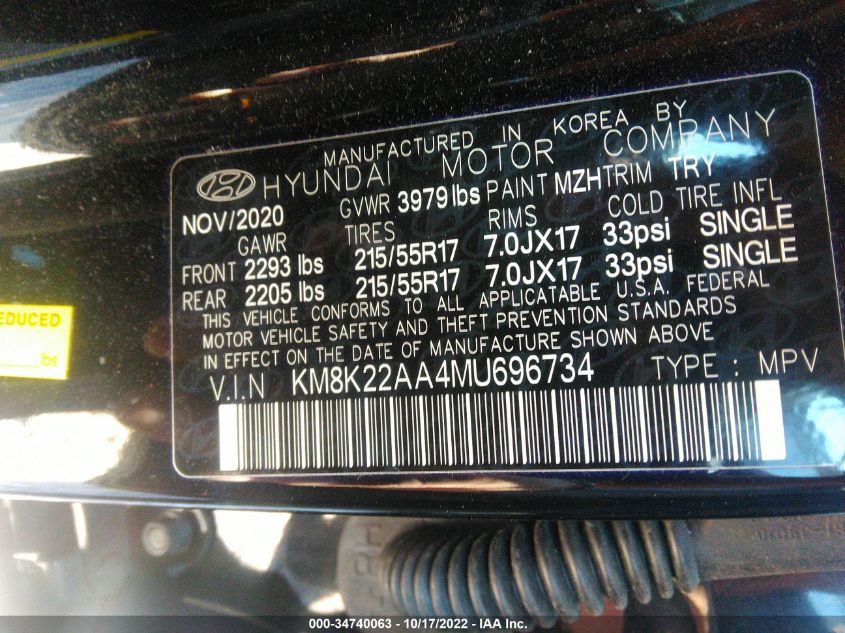 MANUFACTURED IN KOREA BY
HYUNDAI MOTOR COMPANY
NOV/2020 GVWR 3979 lbs PAINT MZH TRIM TRY
GAWR TIRES RIMS COLD TIRE INFL
FRONT 2293 lbs 215/55R17 7.0JX17 33psi SINGLE
REAR 2205 lbs 215/55R17 7.0JX17 33psi SINGLE
THIS VEHICLE CONFORMS TO ALL APPLICATABLE U.S.A. FEDERAL
MOTOR VEHICLE SAFETY AND THEFT PREVENTION STANDARDS
IN EFFECT ON THE DATE OF MANUFACTURE SHOWN ABOVE
V.I.N KM8K22AA4MU696734 TYPE : MPV
EDUCED
lbs
000-34740063 - 10/17/2022 - IAA Inc.